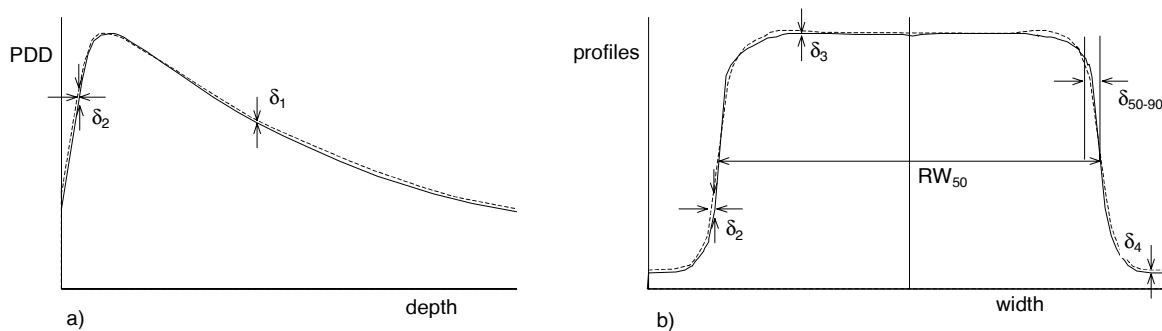 PDD
δ₂
δ₁
depth
a)
profiles
δ₃
δ₅₀₋₉₀
RW₅₀
δ₂
δ₄
width
b)